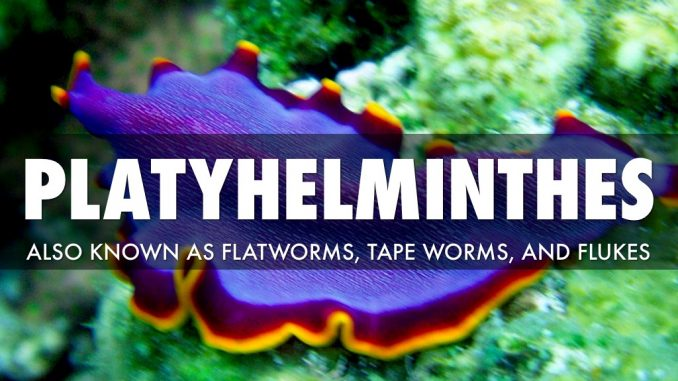 PLATYHELMINTHES
ALSO KNOWN AS FLATWORMS, TAPE WORMS, AND FLUKES